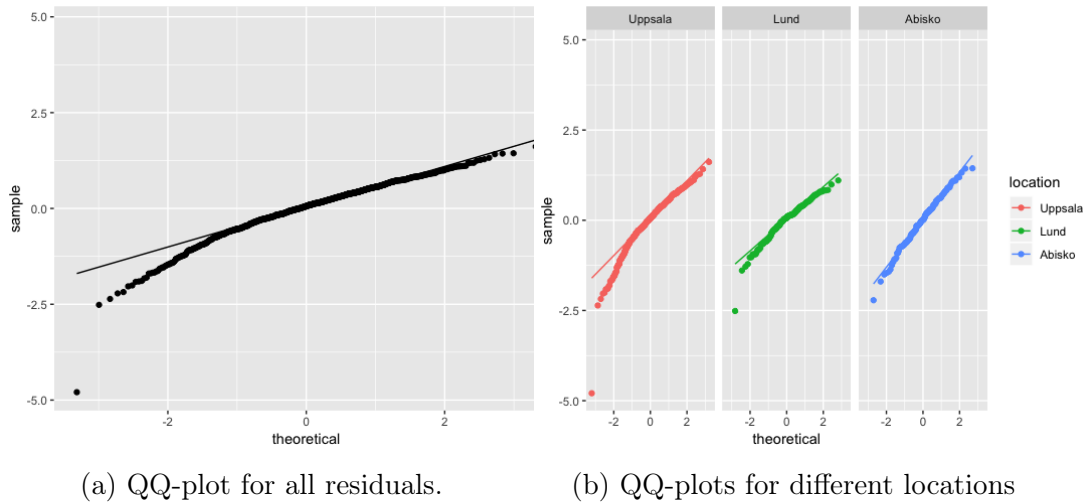 5.0
2.5
0.0
-2.5
-5.0
sample
-2 0 2
theoretical
(a) QQ-plot for all residuals.
Uppsala Lund Abisko
5.0
2.5
0.0
-2.5
-5.0
sample
-2 0 2 -2 0 2 -2 0 2
theoretical
location
Uppsala
Lund
Abisko
(b) QQ-plots for different locations